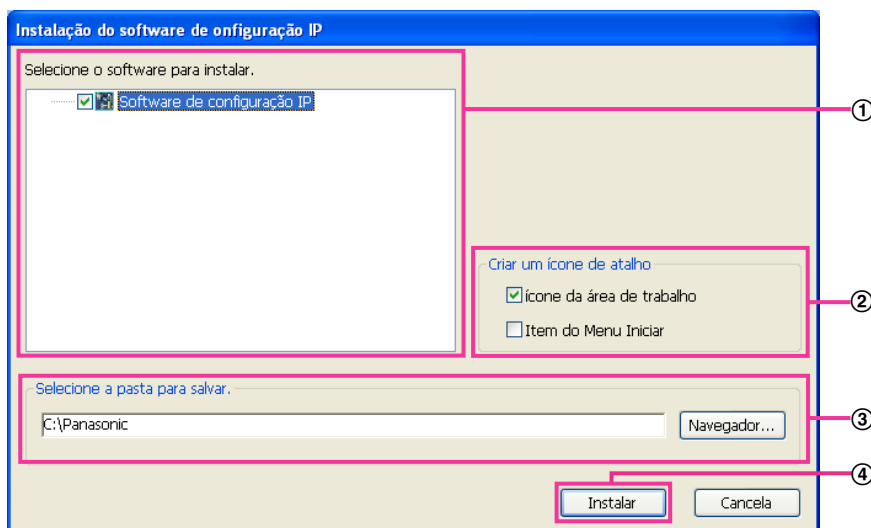 Instalação do software de onfiguração IP
Selecione o software para instalar.
Software de configuração IP
①
Criar um ícone de atalho
ícone da área de trabalho
②
Item do Menu Iniciar
Selecione a pasta para salvar.
C:\Panasonic
Navegador...
③
④
Instalar
Cancela